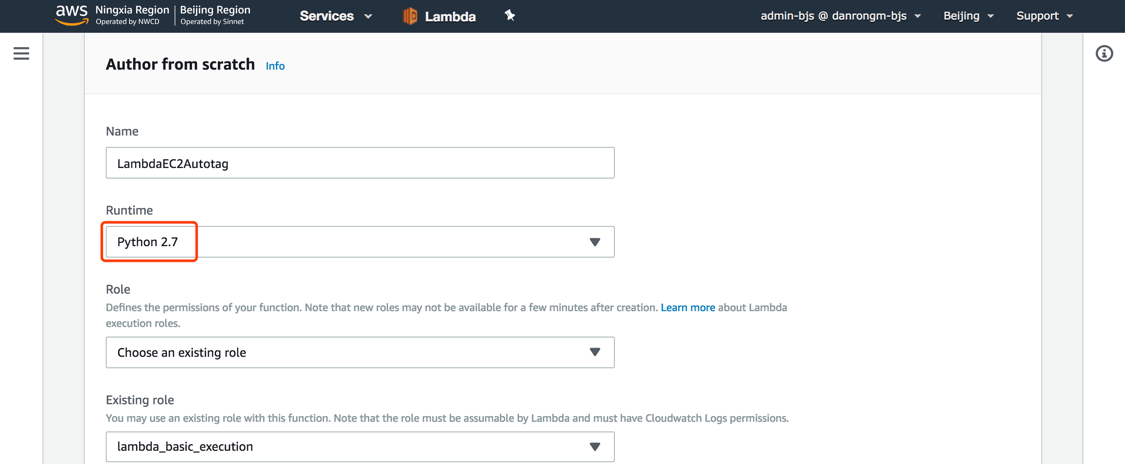 aws Ningxia Region Operated by NWCD Beijing Region Operated by Sinnet Services Lambda admin-bjs @ danrongm-bjs Beijing Support
Author from scratch Info
Name
LambdaEC2Autotag
Runtime
Python 2.7
Role
Defines the permissions of your function. Note that new roles may not be available for a few minutes after creation. Learn more about Lambda
execution roles.
Choose an existing role
Existing role
You may use an existing role with this function. Note that the role must be assumable by Lambda and must have Cloudwatch Logs permissions.
lambda_basic_execution